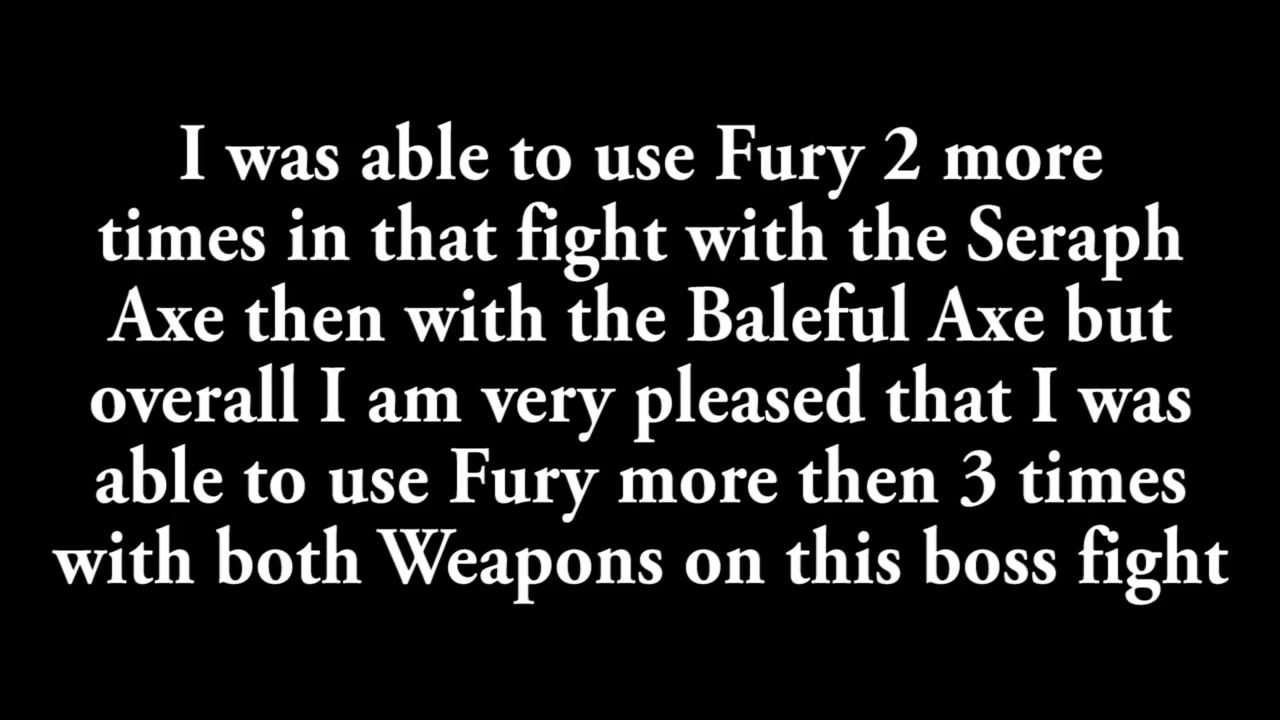 I was able to use Fury 2 more
times in that fight with the Seraph
Axe then with the Baleful Axe but
overall I am very pleased that I was
able to use Fury more then 3 times
with both Weapons on this boss fight